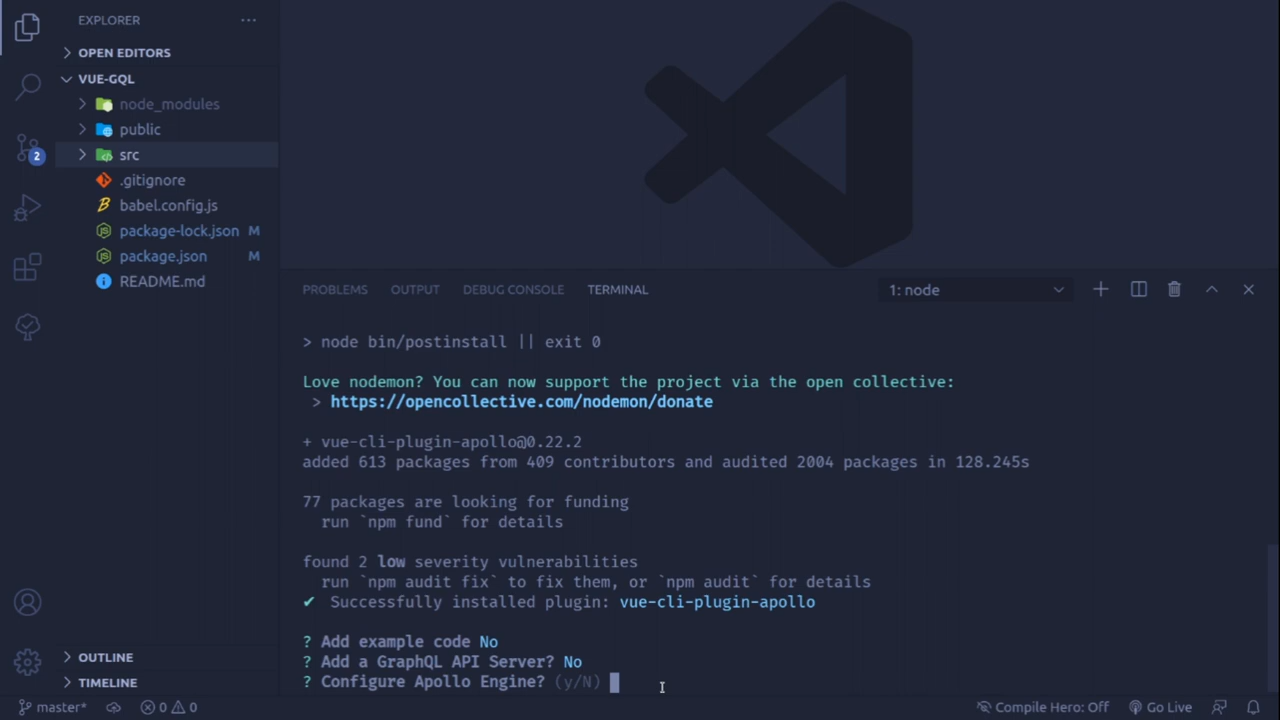 EXPLORER
OPEN EDITORS
VUE-GQL
node_modules
public
src
.gitignore
babel.config.js
package-lock.json M
package.json M
README.md
2
OUTLINE
TIMELINE
PROBLEMS OUTPUT DEBUG CONSOLE TERMINAL 1: node
> node bin/postinstall || exit 0
Love nodemon? You can now support the project via the open collective:
> https://opencollective.com/nodemon/donate
+ vue-cli-plugin-apollo@0.22.2
added 613 packages from 409 contributors and audited 2004 packages in 128.245s
77 packages are looking for funding
run `npm fund` for details
found 2 low severity vulnerabilities
run `npm audit fix` to fix them, or `npm audit` for details
✔ Successfully installed plugin: vue-cli-plugin-apollo
? Add example code No
? Add a GraphQL API Server? No
? Configure Apollo Engine? (y/N)
master* 0 0 Compile Hero: Off Go Live